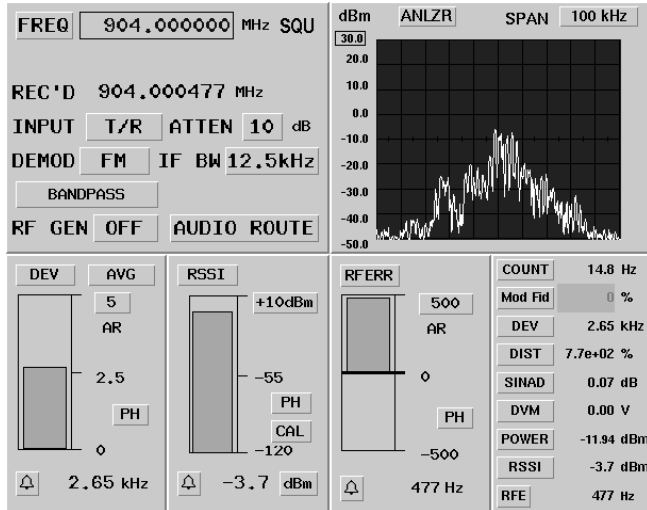 FREQ 904.000000 MHz SQU
REC'D 904.000477 MHz
INPUT T/R ATTEN 10 dB
DEMOD FM IF BW 12.5kHz
BANDPASS
RF GEN OFF AUDIO ROUTE
dBm ANLZR SPAN 100 kHz
30.0
20.0
10.0
0.0
-10.0
-20.0
-30.0
-40.0
-50.0
DEV AVG
5
AR
2.5
PH
0
2.65 kHz
RSSI
+10dBm
-55
PH
CAL
-120
-3.7 dBm
RFERR
500
AR
0
PH
-500
477 Hz
COUNT 14.8 Hz
Mod Fid 0 %
DEV 2.65 kHz
DIST 7.7e+02 %
SINAD 0.07 dB
DVM 0.00 V
POWER -11.94 dBm
RSSI -3.7 dBm
RFE 477 Hz